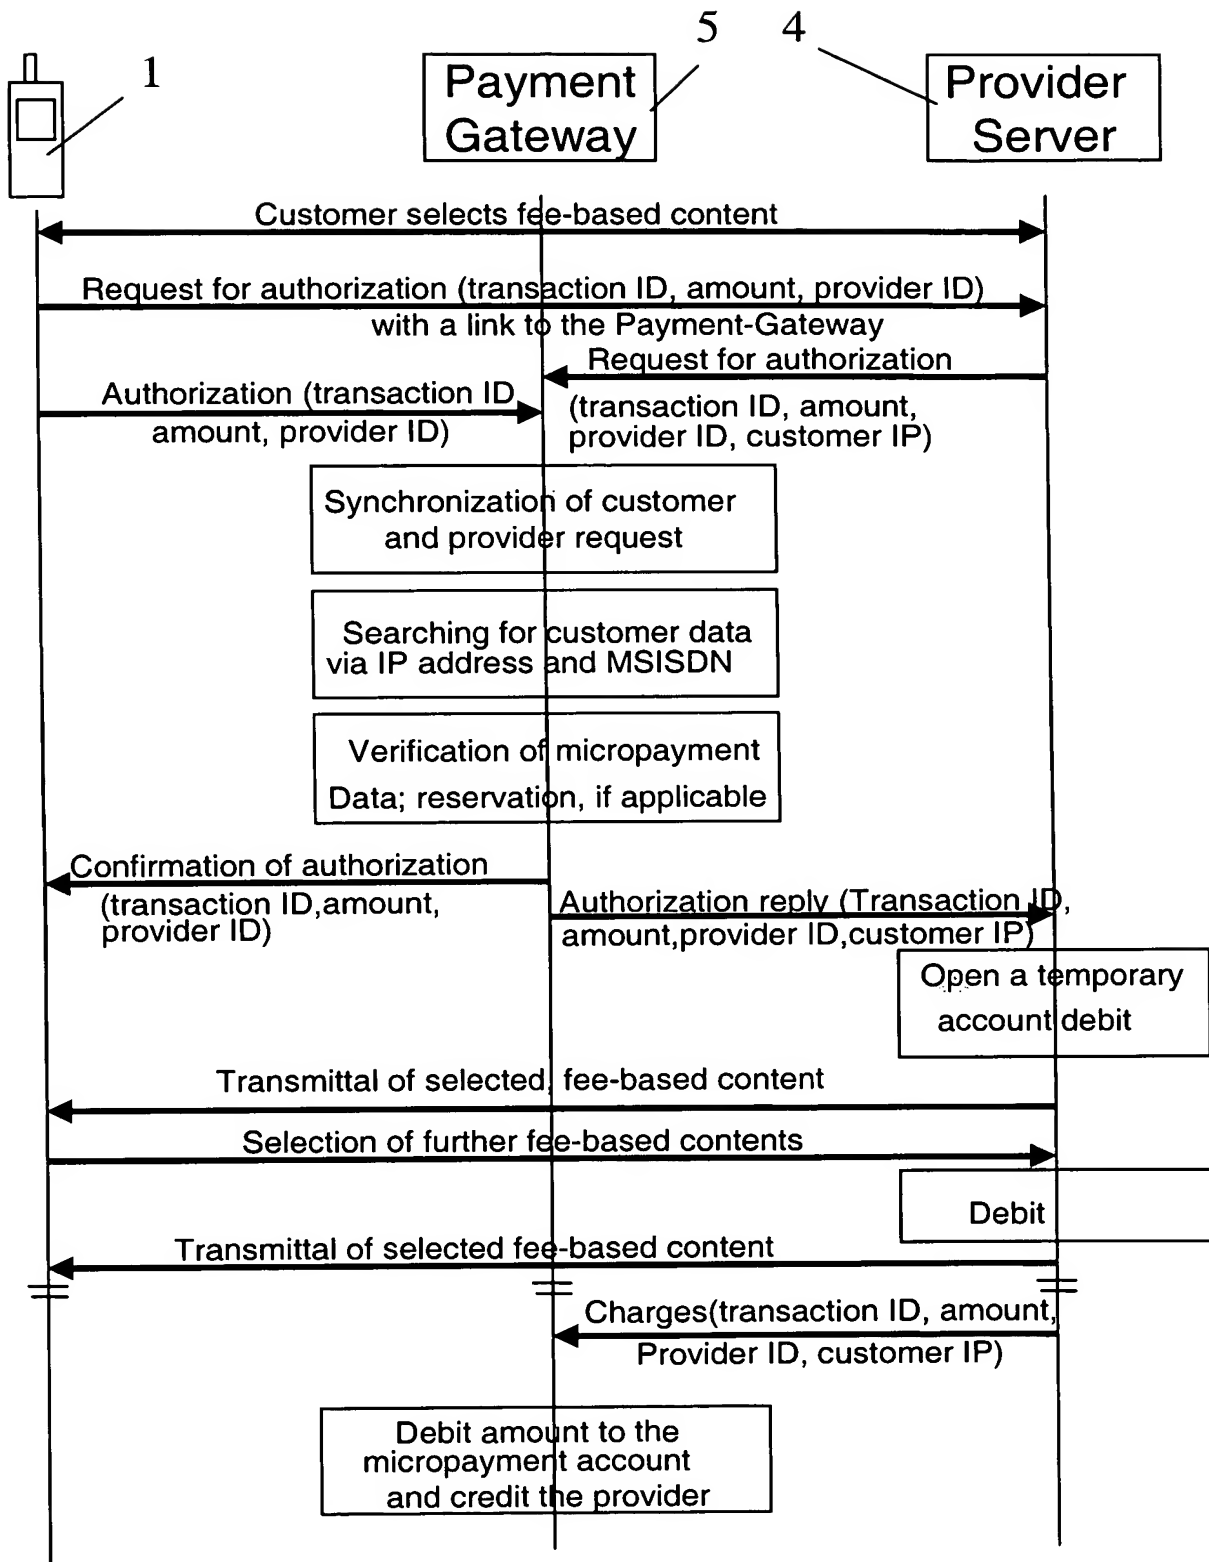 5 4
1
Payment
Gateway
Provider
Server
Customer selects fee-based content
Request for authorization (transaction ID, amount, provider ID)
with a link to the Payment-Gateway
Request for authorization
(transaction ID, amount,
provider ID, customer IP)
Authorization (transaction ID
amount, provider ID)
Synchronization of customer
and provider request
Searching for customer data
via IP address and MSISDN
Verification of micropayment
Data; reservation, if applicable
Confirmation of authorization
(transaction ID,amount,
provider ID)
Authorization reply (Transaction ID,
amount,provider ID,customer IP)
Open a temporary
account debit
Transmittal of selected, fee-based content
Selection of further fee-based contents
Debit
Transmittal of selected fee-based content
Charges(transaction ID, amount,
Provider ID, customer IP)
Debit amount to the
micropayment account
and credit the provider